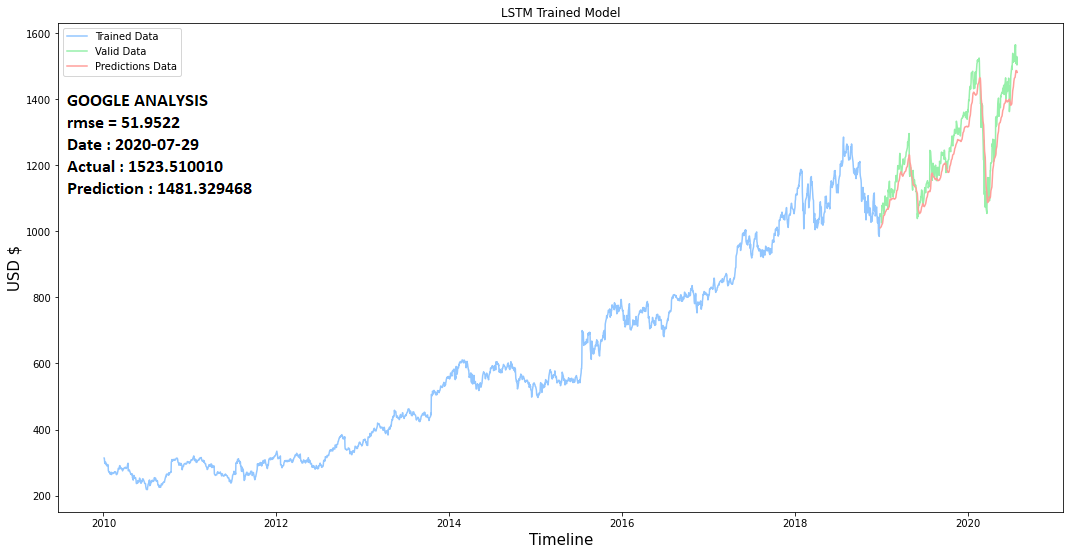 LSTM Trained Model
Trained Data
Valid Data
Predictions Data
GOOGLE ANALYSIS
rmse = 51.9522
Date : 2020-07-29
Actual : 1523.510010
Prediction : 1481.329468
USD $
1600
1400
1200
1000
800
600
400
200
2010 2012 2014 2016 2018 2020
Timeline